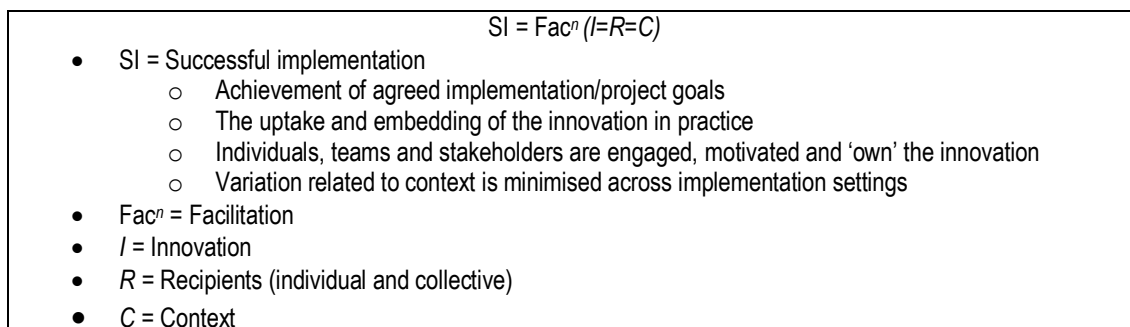 SI = Facⁿ (I=R=C)
• SI = Successful implementation
o Achievement of agreed implementation/project goals
o The uptake and embedding of the innovation in practice
o Individuals, teams and stakeholders are engaged, motivated and ‘own’ the innovation
o Variation related to context is minimised across implementation settings
• Facⁿ = Facilitation
• I = Innovation
• R = Recipients (individual and collective)
• C = Context